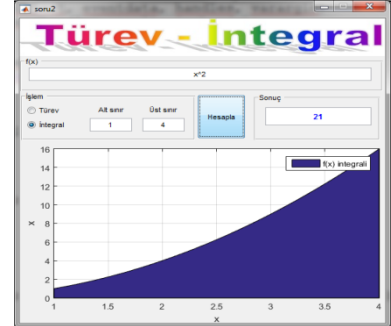 soru2
Türev - İntegral
f(x)
x^2
İşlem
Türev
İntegral
Alt sınır
Üst sınır
1
4
Hesapla
Sonuç
21
f(x) integrali
16
14
12
10
8
6
4
2
0
x
1
1.5
2
2.5
3
3.5
4
x